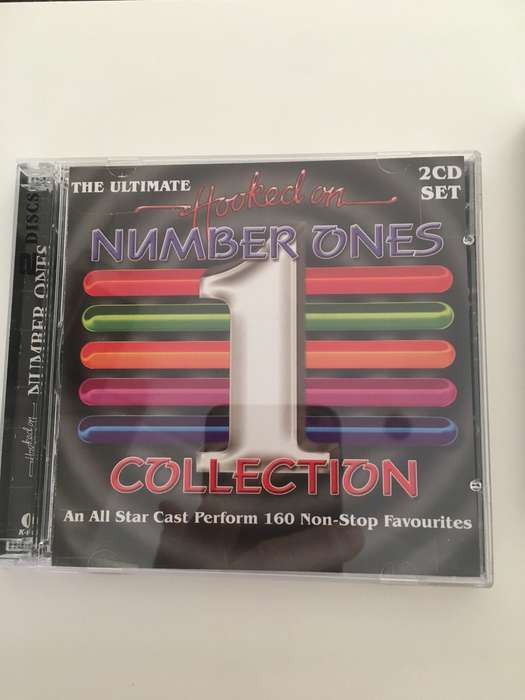 THE ULTIMATE
Hooked on
2CD
SET
NUMBER ONES
1
COLLECTION
An All Star Cast Perform 160 Non-Stop Favourites
2 DISCS
Hooked on NUMBER ONES